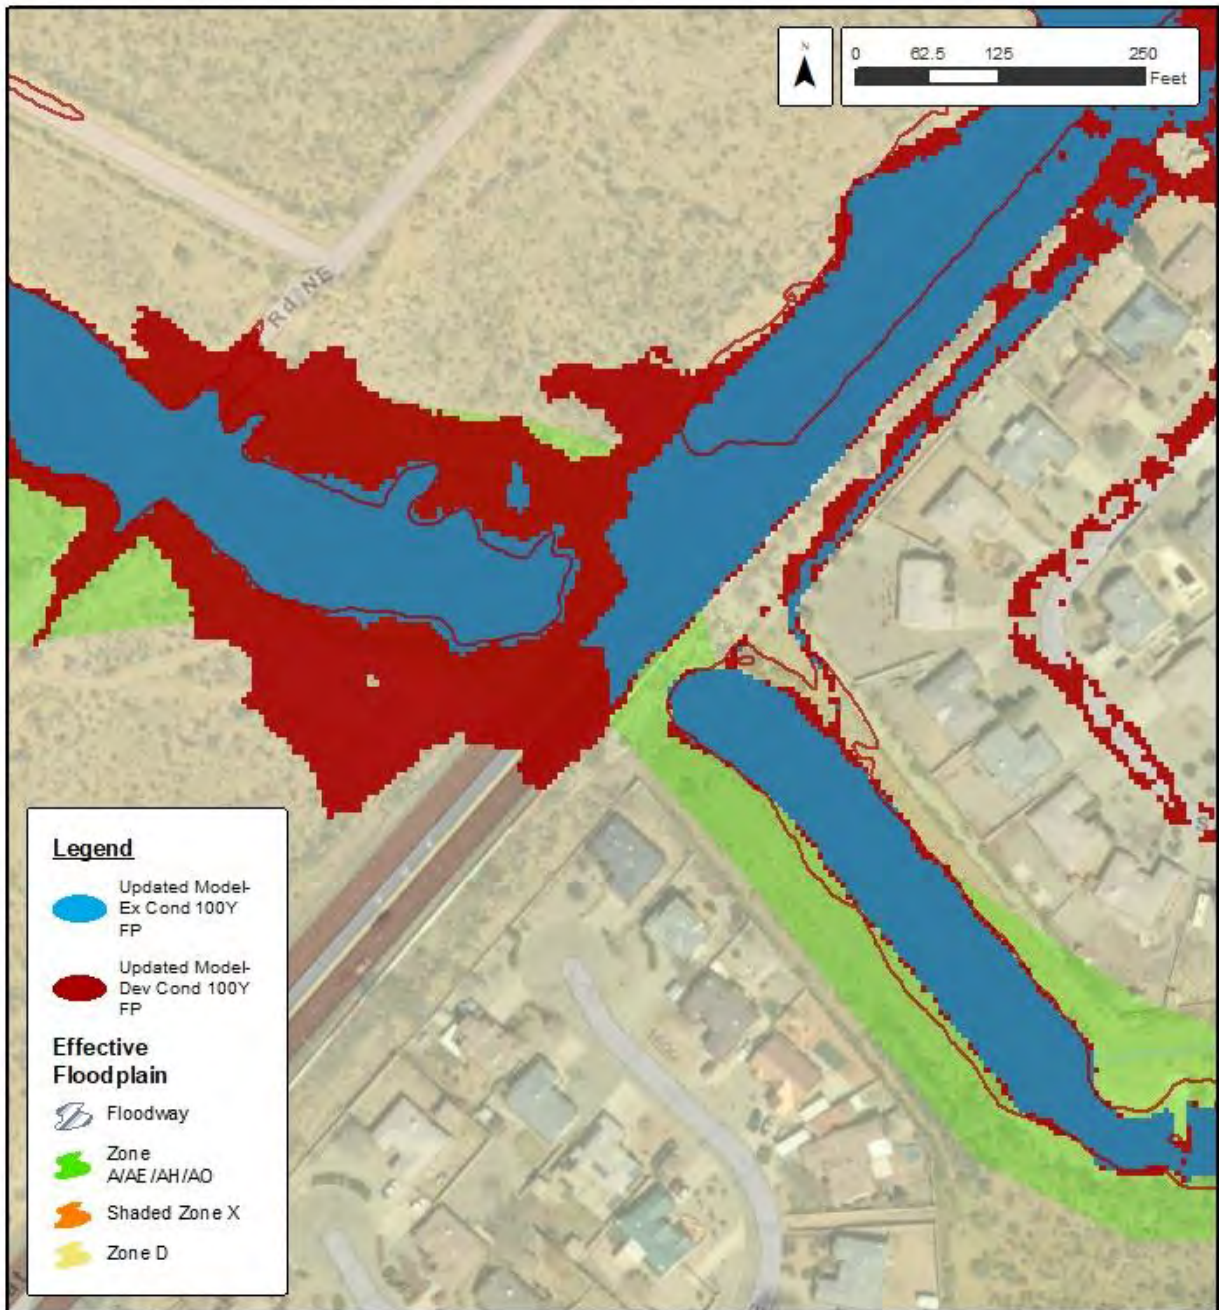 N
0 62.5 125 250
Feet
Rd NE
S
Legend
Updated Model-
Ex Cond 100Y
FP
Updated Model-
Dev Cond 100Y
FP
Effective
Floodplain
Floodway
Zone
A/AE/AH/AO
Shaded Zone X
Zone D